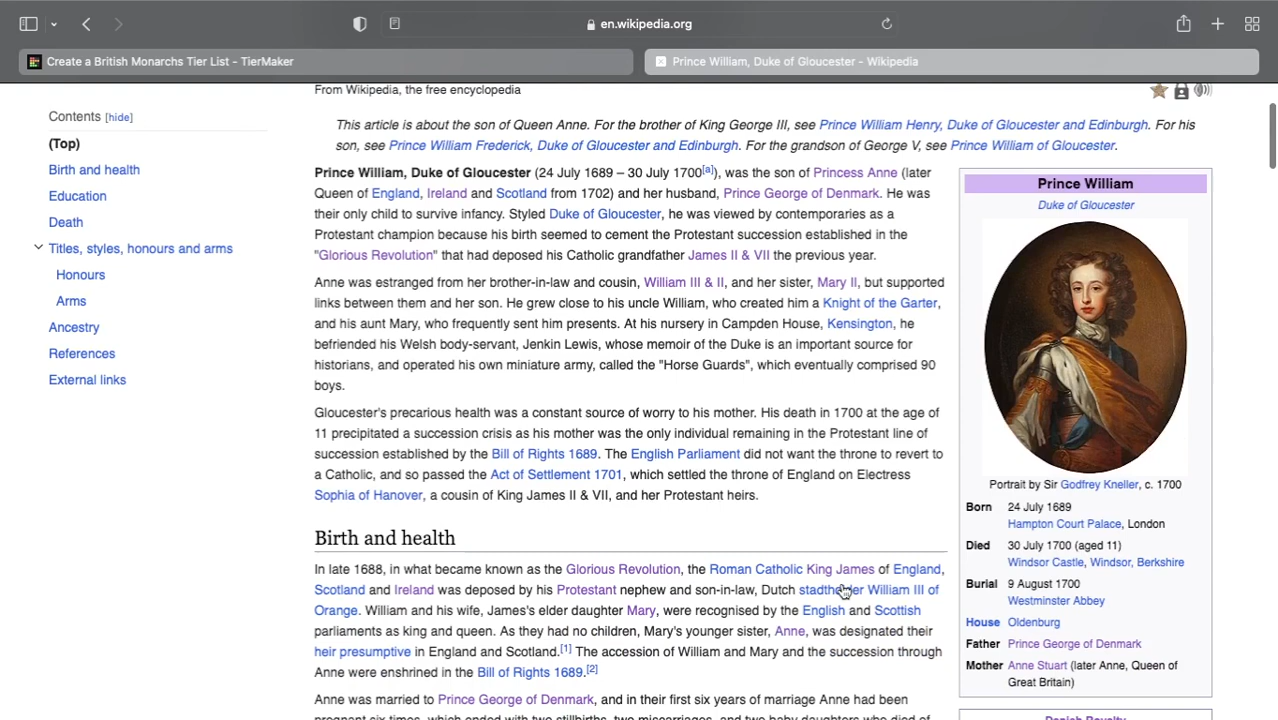 en.wikipedia.org
Create a British Monarchs Tier List - TierMaker
Prince William, Duke of Gloucester - Wikipedia
Contents [hide]
(Top)
Birth and health
Education
Death
Titles, styles, honours and arms
Honours
Arms
Ancestry
References
External links
From Wikipedia, the free encyclopedia
This article is about the son of Queen Anne. For the brother of King George III, see Prince William Henry, Duke of Gloucester and Edinburgh. For his
son, see Prince William Frederick, Duke of Gloucester and Edinburgh. For the grandson of George V, see Prince William of Gloucester.
Prince William, Duke of Gloucester (24 July 1689 – 30 July 1700[a]), was the son of Princess Anne (later
Queen of England, Ireland and Scotland from 1702) and her husband, Prince George of Denmark. He was
their only child to survive infancy. Styled Duke of Gloucester, he was viewed by contemporaries as a
Protestant champion because his birth seemed to cement the Protestant succession established in the
"Glorious Revolution" that had deposed his Catholic grandfather James II & VII the previous year.
Anne was estranged from her brother-in-law and cousin, William III & II, and her sister, Mary II, but supported
links between them and her son. He grew close to his uncle William, who created him a Knight of the Garter,
and his aunt Mary, who frequently sent him presents. At his nursery in Campden House, Kensington, he
befriended his Welsh body-servant, Jenkin Lewis, whose memoir of the Duke is an important source for
historians, and operated his own miniature army, called the "Horse Guards", which eventually comprised 90
boys.
Gloucester's precarious health was a constant source of worry to his mother. His death in 1700 at the age of
11 precipitated a succession crisis as his mother was the only individual remaining in the Protestant line of
succession established by the Bill of Rights 1689. The English Parliament did not want the throne to revert to
a Catholic, and so passed the Act of Settlement 1701, which settled the throne of England on Electress
Sophia of Hanover, a cousin of King James II & VII, and her Protestant heirs.
Birth and health
In late 1688, in what became known as the Glorious Revolution, the Roman Catholic King James of England,
Scotland and Ireland was deposed by his Protestant nephew and son-in-law, Dutch stadtholder William III of
Orange. William and his wife, James's elder daughter Mary, were recognised by the English and Scottish
parliaments as king and queen. As they had no children, Mary's younger sister, Anne, was designated their
heir presumptive in England and Scotland.[1] The accession of William and Mary and the succession through
Anne were enshrined in the Bill of Rights 1689.[2]
Anne was married to Prince George of Denmark, and in their first six years of marriage Anne had been
pregnant six times, which ended with two stillbirths, two miscarriages, and two baby daughters who died of
Prince William
Duke of Gloucester
Portrait by Sir Godfrey Kneller, c. 1700
Born 24 July 1689
Hampton Court Palace, London
Died 30 July 1700 (aged 11)
Windsor Castle, Windsor, Berkshire
Burial 9 August 1700
Westminster Abbey
House Oldenburg
Father Prince George of Denmark
Mother Anne Stuart (later Anne, Queen of
Great Britain)
Danish Royalty